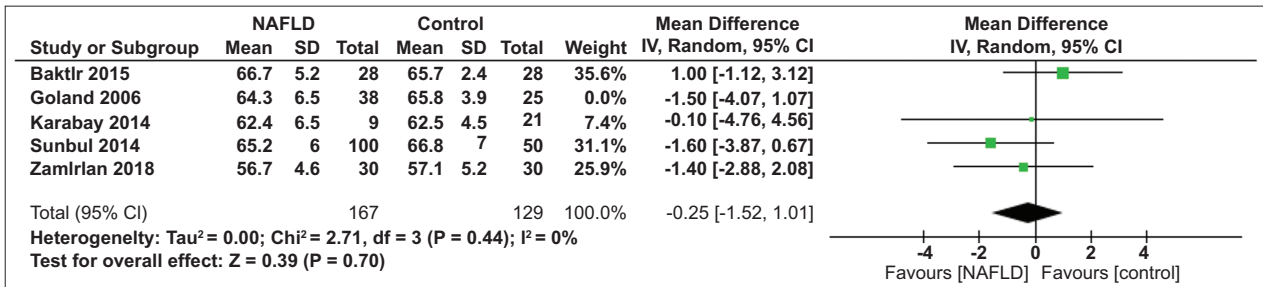 NAFLD Control Mean Difference Mean Difference
Study or Subgroup Mean SD Total Mean SD Total Weight IV, Random, 95% CI IV, Random, 95% CI
BaktIr 2015 66.7 5.2 28 65.7 2.4 28 35.6% 1.00 [-1.12, 3.12]
Goland 2006 64.3 6.5 38 65.8 3.9 25 0.0% -1.50 [-4.07, 1.07]
Karabay 2014 62.4 6.5 9 62.5 4.5 21 7.4% -0.10 [-4.76, 4.56]
Sunbul 2014 65.2 6 100 66.8 7 50 31.1% -1.60 [-3.87, 0.67]
ZamIrIan 2018 56.7 4.6 30 57.1 5.2 30 25.9% -1.40 [-2.88, 2.08]
Total (95% CI) 167 129 100.0% -0.25 [-1.52, 1.01]
HeterogeneIty: Tau² = 0.00; Chi² = 2.71, df = 3 (P = 0.44); I² = 0%
Test for overall effect: Z = 0.39 (P = 0.70)
-4 -2 0 2 4
Favours [NAFLD] Favours [control]